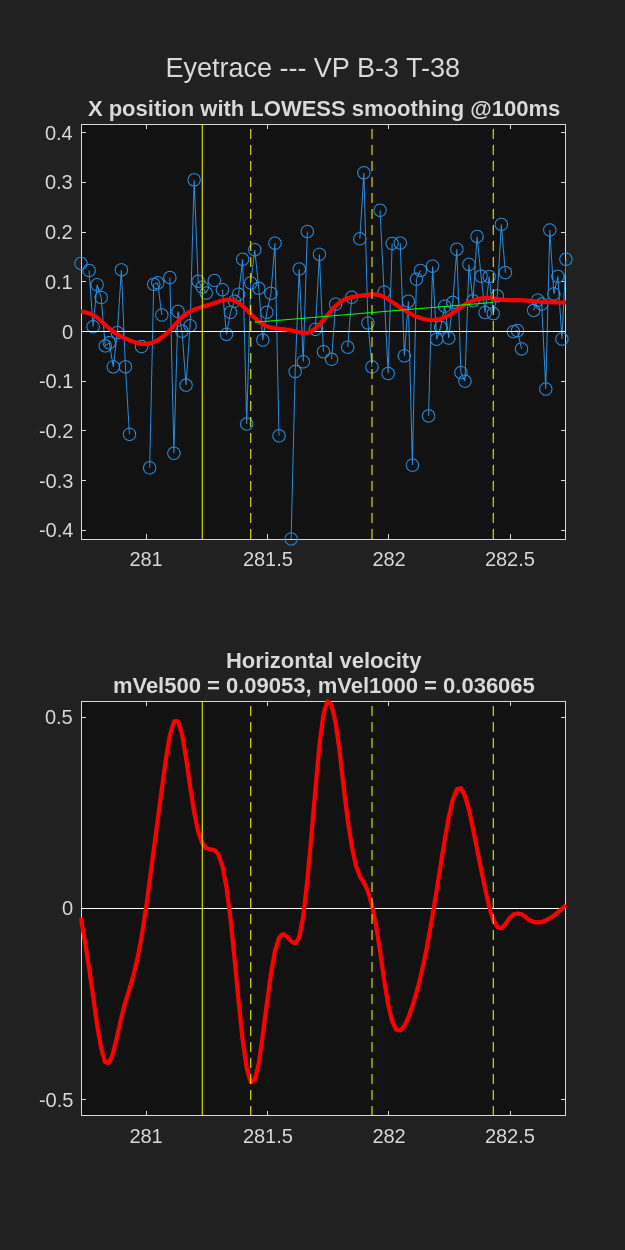 Eyetrace --- VP B-3 T-38
X position with LOWESS smoothing @100ms
0.4
0.3
0.2
0.1
0
-0.1
-0.2
-0.3
-0.4
281 281.5 282 282.5
Horizontal velocity
mVel500 = 0.09053, mVel1000 = 0.036065
0.5
0
-0.5
281 281.5 282 282.5